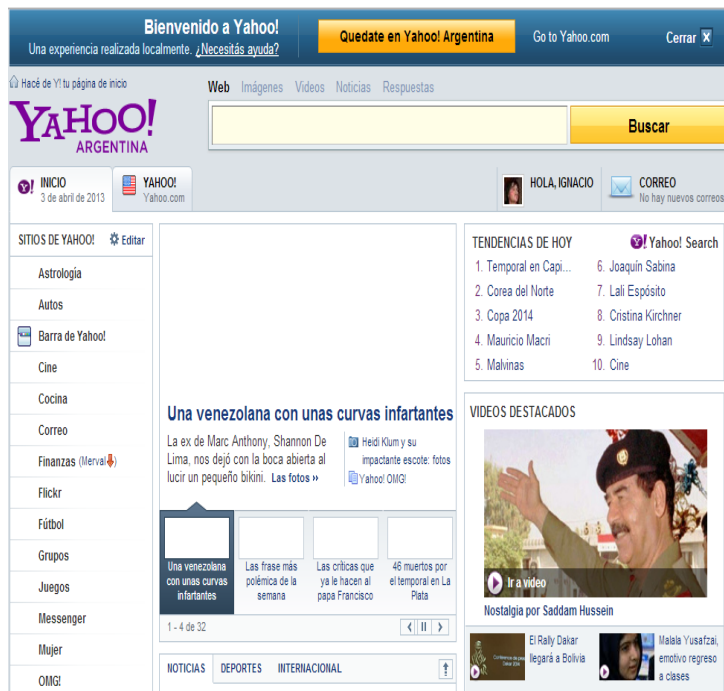 Bienvenido a Yahoo!
Una experiencia realizada localmente. ¿Necesitás ayuda?
Quedate en Yahoo! Argentina
Go to Yahoo.com
Cerrar X
Hacé de Y! tu página de inicio
Web Imágenes Videos Noticias Respuestas
YAHOO!
ARGENTINA
Buscar
INICIO
3 de abril de 2013
YAHOO!
Yahoo.com
HOLA, IGNACIO
CORREO
No hay nuevos correos
SITIOS DE YAHOO! Editar
Astrología
Autos
Barra de Yahoo!
Cine
Cocina
Correo
Finanzas (Merval)
Flickr
Fútbol
Grupos
Juegos
Messenger
Mujer
OMG!
Una venezolana con unas curvas infartantes
La ex de Marc Anthony, Shannon De
Lima, nos dejó con la boca abierta al
lucir un pequeño bikini. Las fotos »
Heidi Klum y su
impactante escote: fotos
Yahoo! OMG!
Una venezolana
con unas curvas
infartantes
Las frase más
polémica de la
semana
Las críticas que
ya le hacen al
papa Francisco
46 muertos por
el temporal en La
Plata
1 - 4 de 32
NOTICIAS DEPORTES INTERNACIONAL
TENDENCIAS DE HOY
Y! Yahoo! Search
1. Temporal en Capi...
2. Corea del Norte
3. Copa 2014
4. Mauricio Macri
5. Malvinas
6. Joaquín Sabina
7. Lali Espósito
8. Cristina Kirchner
9. Lindsay Lohan
10. Cine
VIDEOS DESTACADOS
Ir a video
Nostalgia por Saddam Hussein
El Rally Dakar
llegará a Bolivia
Malala Yusafzai,
emotivo regreso
a clases